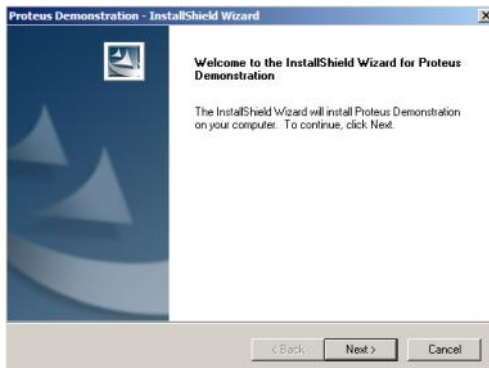 Proteus Demonstration - InstallShield Wizard
Welcome to the InstallShield Wizard for Proteus
Demonstration
The InstallShield Wizard will install Proteus Demonstration
on your computer. To continue, click Next.
< Back
Next >
Cancel